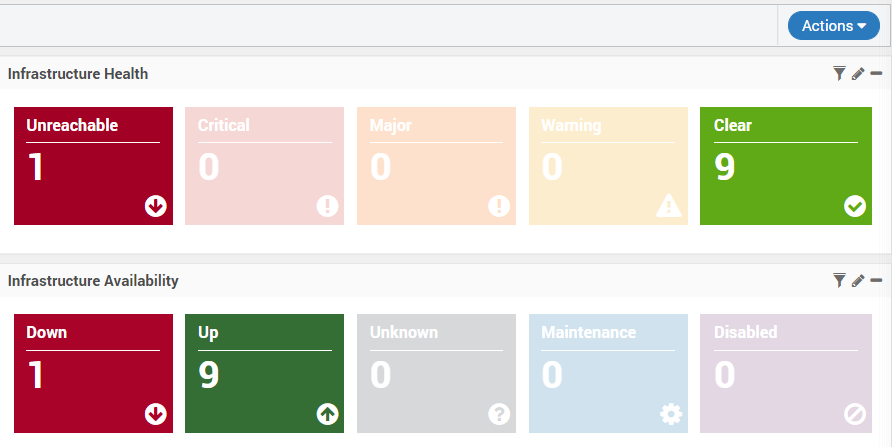 Actions
Infrastructure Health
Unreachable
1
Critical
0
Major
0
Warning
0
Clear
9
Infrastructure Availability
Down
1
Up
9
Unknown
0
Maintenance
0
Disabled
0